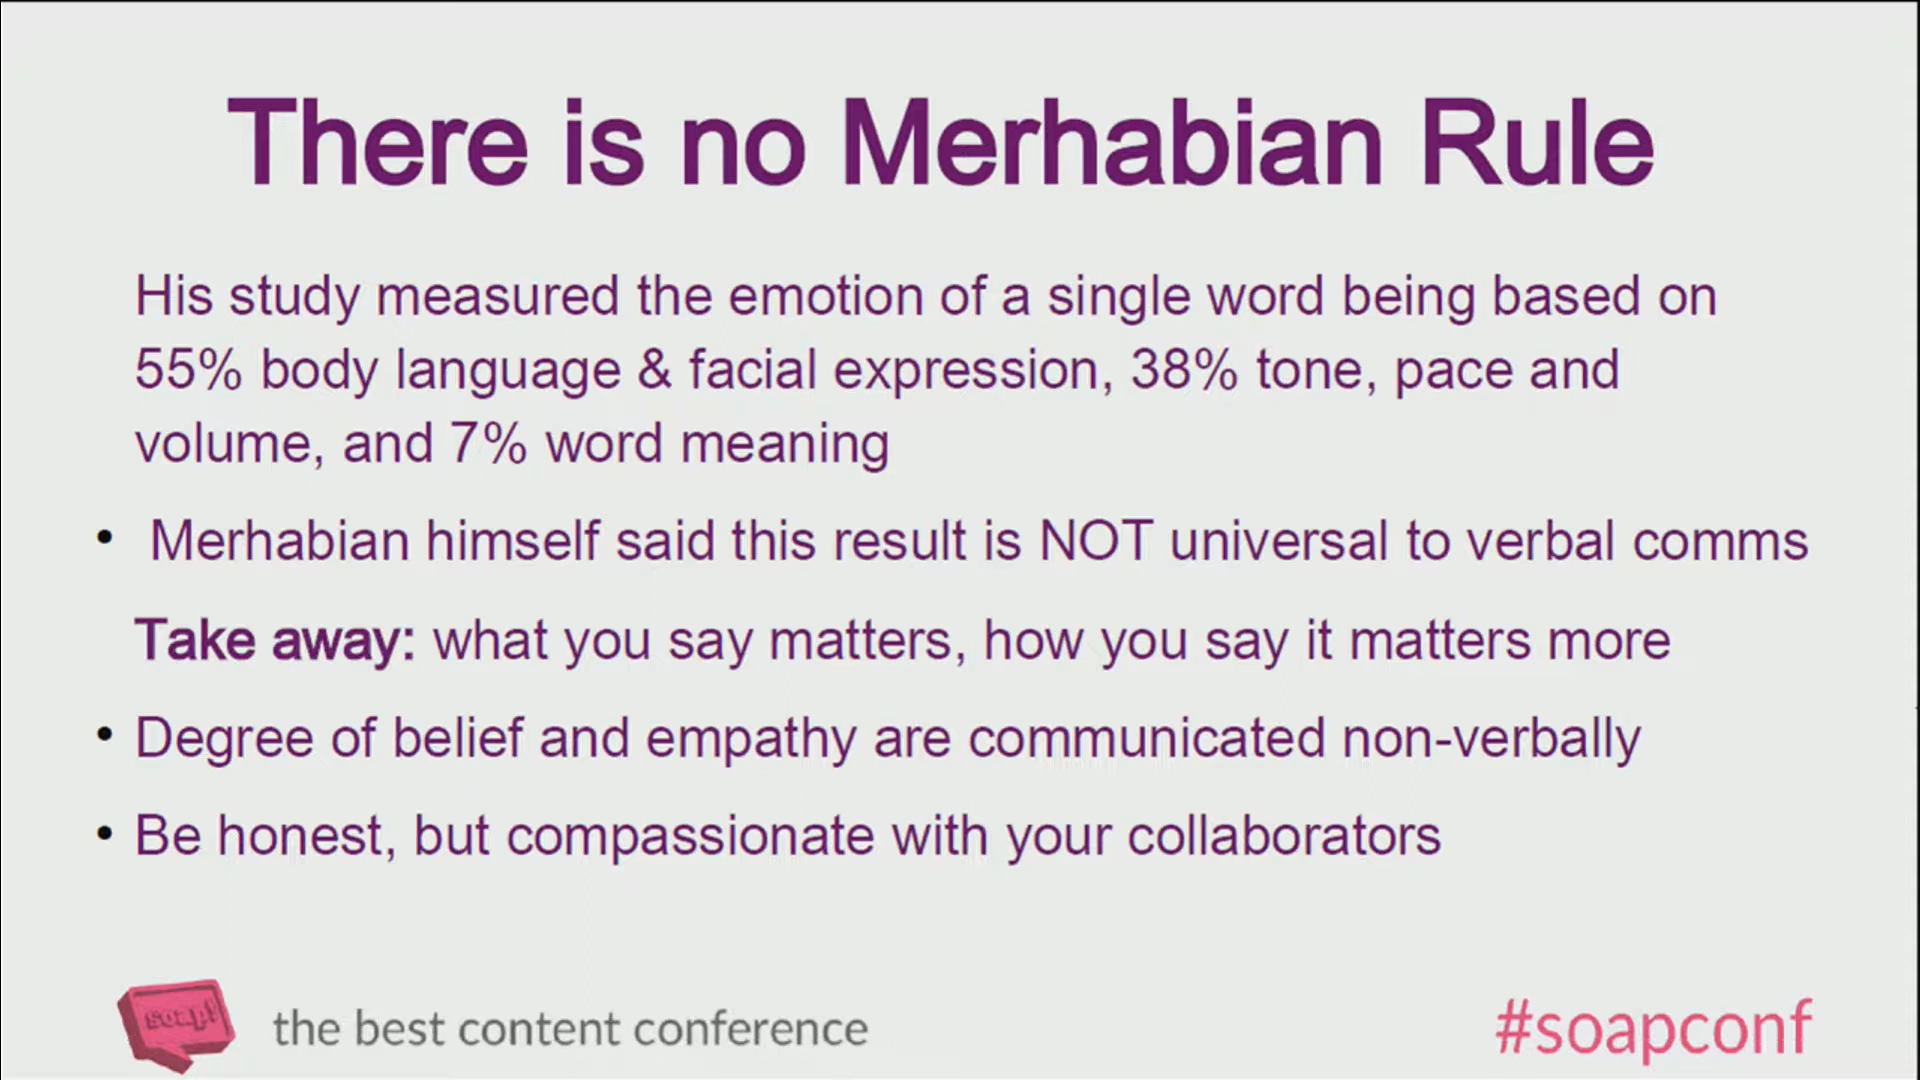 There is no Merhabian Rule
His study measured the emotion of a single word being based on
55% body language & facial expression, 38% tone, pace and
volume, and 7% word meaning
• Merhabian himself said this result is NOT universal to verbal comms
Take away: what you say matters, how you say it matters more
• Degree of belief and empathy are communicated non-verbally
• Be honest, but compassionate with your collaborators
soap!
the best content conference
#soapconf